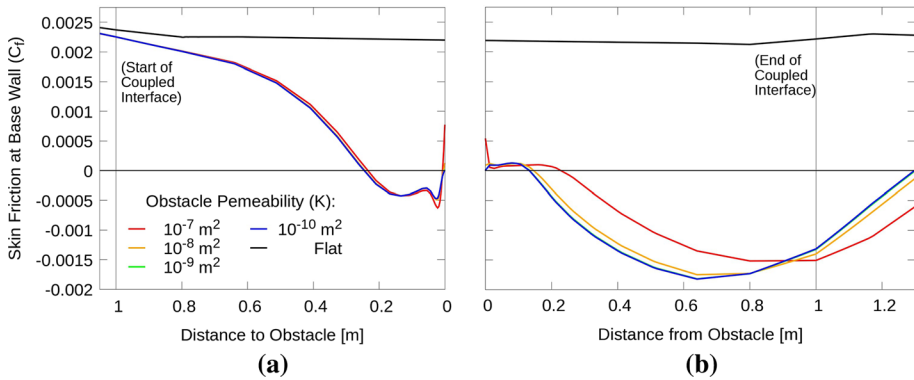 Skin Friction at Base Wall (Cf)
0.0025
0.002
0.0015
0.001
0.0005
0
-0.0005
-0.001
-0.0015
-0.002
(Start of
Coupled
Interface)
Obstacle Pemeability (K):
10⁻⁷ m²
10⁻⁸ m²
10⁻⁹ m²
10⁻¹⁰ m²
Flat
1 0.8 0.6 0.4 0.2 0
Distance to Obstacle [m]
(a)
(End of
Coupled
Interface)
0 0.2 0.4 0.6 0.8 1 1.2
Distance from Obstacle [m]
(b)